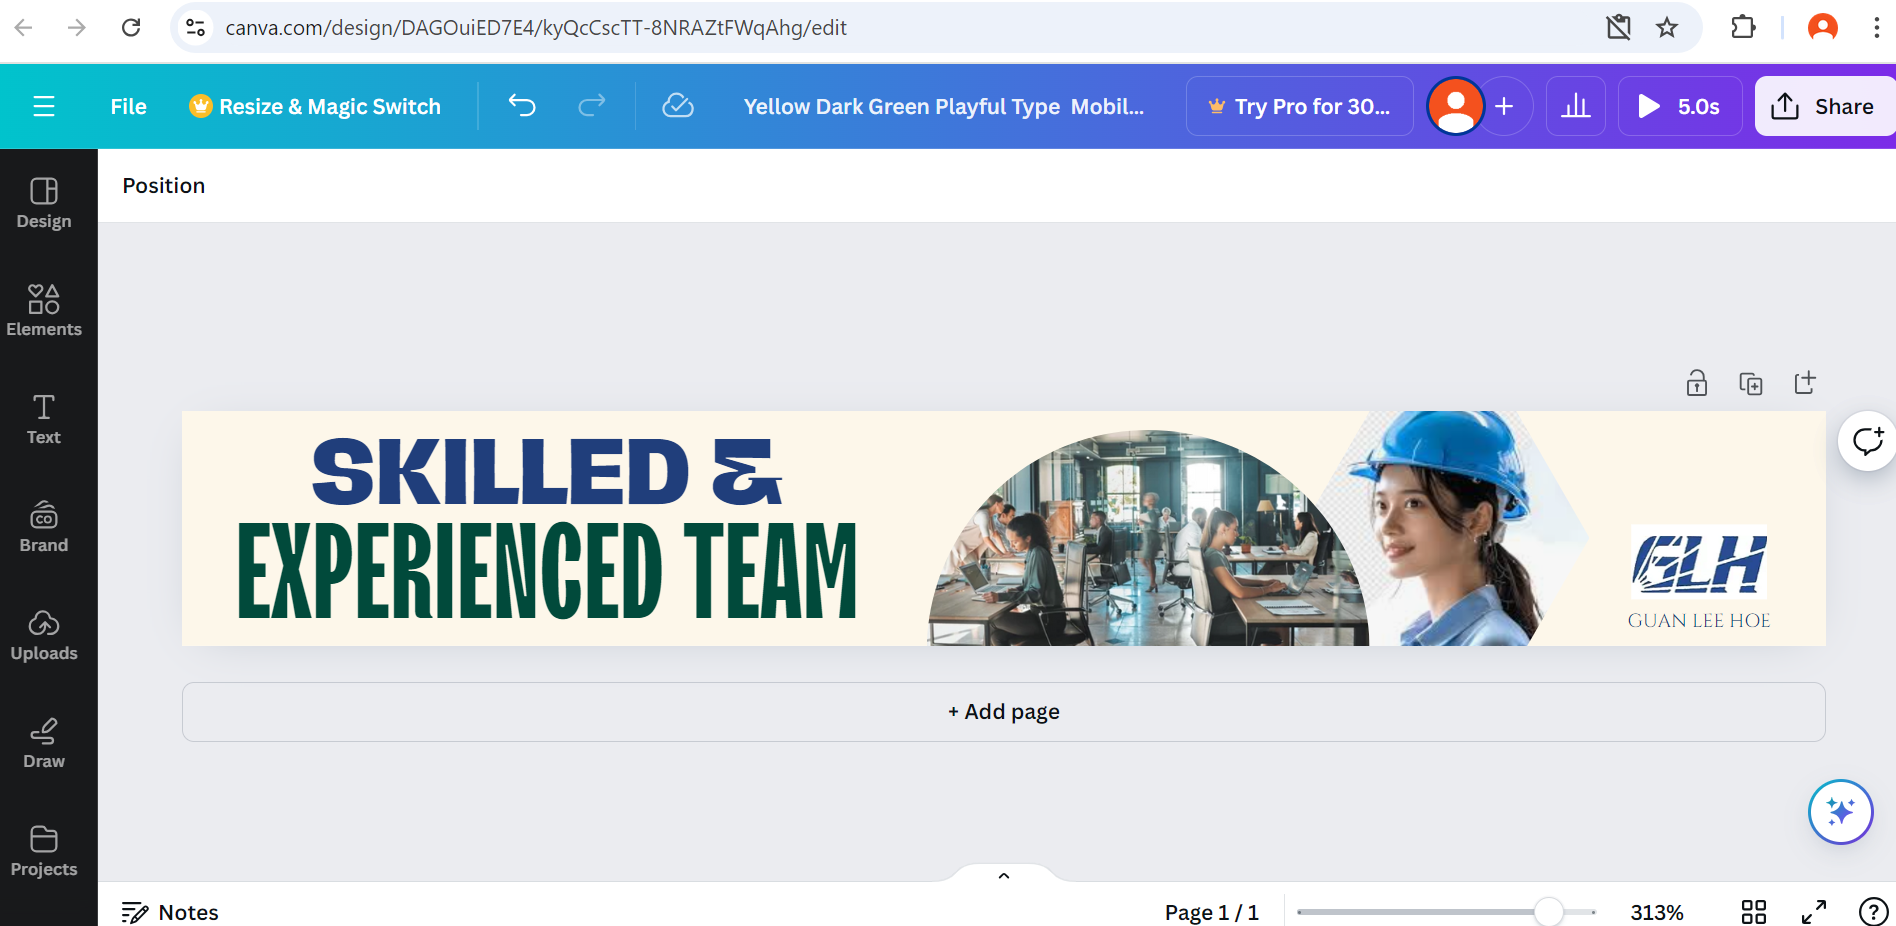 canva.com/design/DAGOuiED7E4/kyQcCscTT-8NRAZtFWqAhg/edit
File
Resize & Magic Switch
Yellow Dark Green Playful Type Mobil...
Try Pro for 30...
5.0s
Share
Position
Design
Elements
Text
Brand
Uploads
Draw
Projects
SKILLED &
EXPERIENCED TEAM
GLH
GUAN LEE HOE
+ Add page
Notes
Page 1 / 1
313%